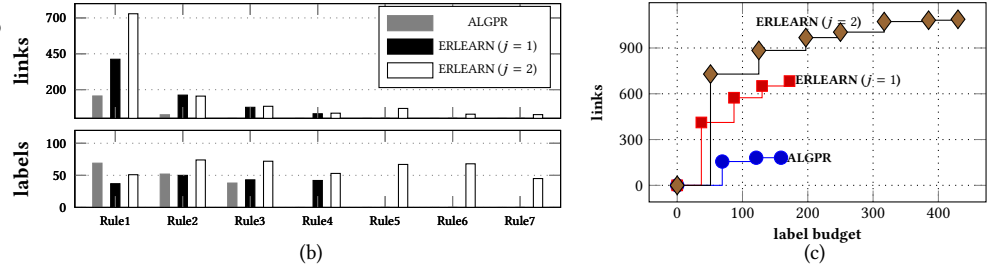 links
700
450
200
ALGPR
ERLEARN (j = 1)
ERLEARN (j = 2)
labels
100
50
0
Rule1 Rule2 Rule3 Rule4 Rule5 Rule6 Rule7
(b)
links
900
600
300
0
ERLEARN (j = 2)
ERLEARN (j = 1)
ALGPR
0 100 200 300 400
label budget
(c)